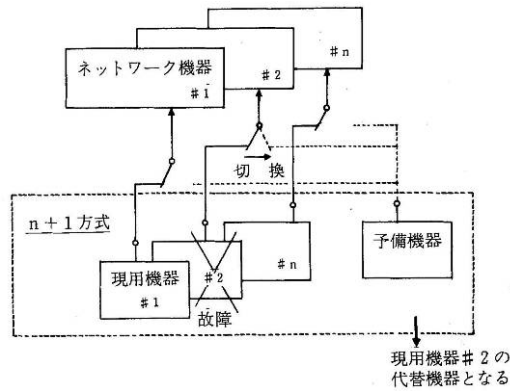 ネットワーク機器
#1
#2
#n
切換
n+1方式
現用機器
#1
#2
#n
故障
予備機器
現用機器#2の
代替機器となる